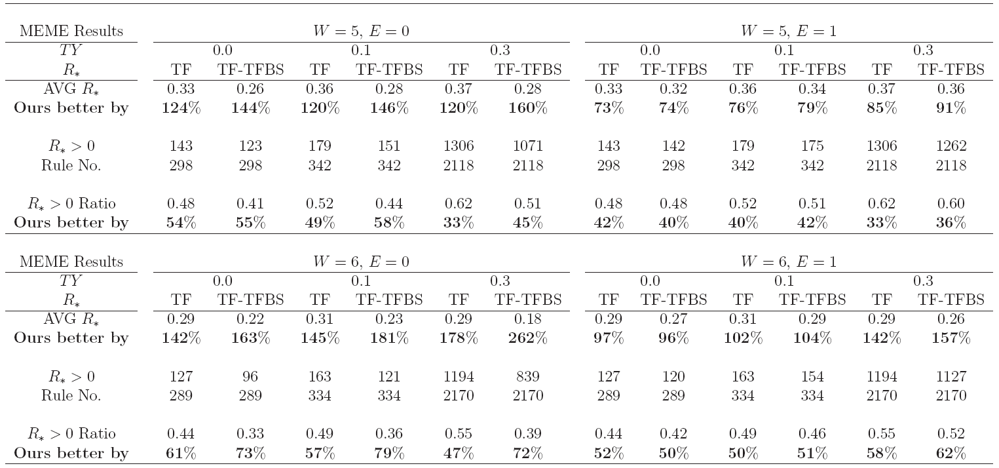 MEME Results W = 5, E = 0 W = 5, E = 1
TY 0.0 0.1 0.3 0.0 0.1 0.3
R* TF TF-TFBS TF TF-TFBS TF TF-TFBS TF TF-TFBS TF TF-TFBS TF TF-TFBS
AVG R* 0.33 0.26 0.36 0.28 0.37 0.28 0.33 0.32 0.36 0.34 0.37 0.36
Ours better by 124% 144% 120% 146% 120% 160% 73% 74% 76% 79% 85% 91%
R* > 0 143 123 179 151 1306 1071 143 142 179 175 1306 1262
Rule No. 298 298 342 342 2118 2118 298 298 342 342 2118 2118
R* > 0 Ratio 0.48 0.41 0.52 0.44 0.62 0.51 0.48 0.48 0.52 0.51 0.62 0.60
Ours better by 54% 55% 49% 58% 33% 45% 42% 40% 40% 42% 33% 36%
MEME Results W = 6, E = 0 W = 6, E = 1
TY 0.0 0.1 0.3 0.0 0.1 0.3
R* TF TF-TFBS TF TF-TFBS TF TF-TFBS TF TF-TFBS TF TF-TFBS TF TF-TFBS
AVG R* 0.29 0.22 0.31 0.23 0.29 0.18 0.29 0.27 0.31 0.29 0.29 0.26
Ours better by 142% 163% 145% 181% 178% 262% 97% 96% 102% 104% 142% 157%
R* > 0 127 96 163 121 1194 839 127 120 163 154 1194 1127
Rule No. 289 289 334 334 2170 2170 289 289 334 334 2170 2170
R* > 0 Ratio 0.44 0.33 0.49 0.36 0.55 0.39 0.44 0.42 0.49 0.46 0.55 0.52
Ours better by 61% 73% 57% 79% 47% 72% 52% 50% 50% 51% 58% 62%